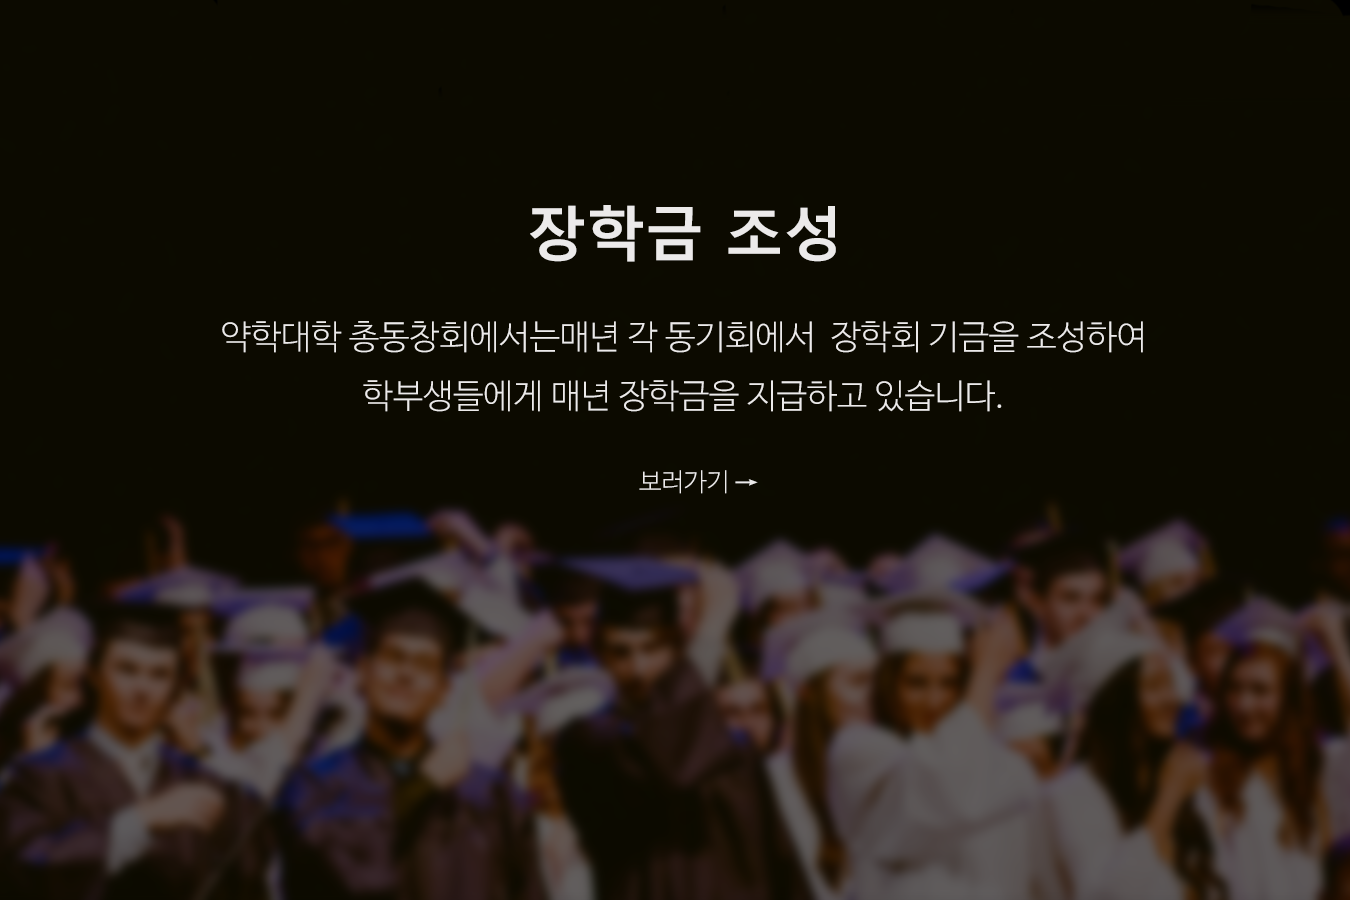 장학금 조성
약학대학 총동창회에서는매년 각 동기회에서  장학회 기금을 조성하여
학부생들에게 매년 장학금을 지급하고 있습니다.
보러가기 →